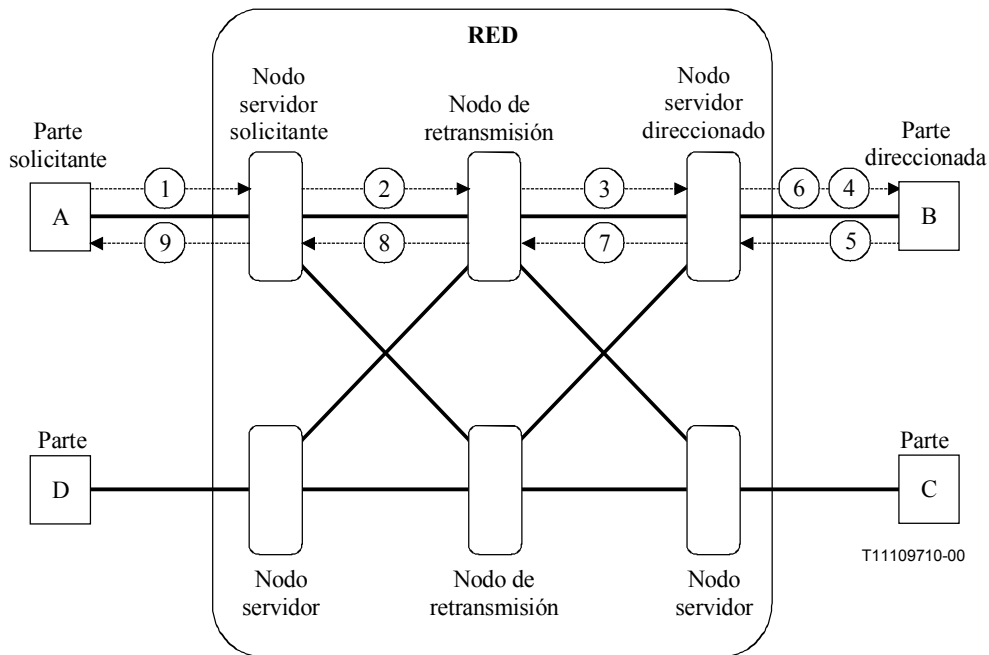 RED
Nodo
servidor
solicitante
Nodo de
retransmisión
Nodo
servidor
direccionado
Parte
solicitante
Parte
direccionada
1
2
3
6
4
A
B
9
8
7
5
Parte
Parte
D
C
T11109710-00
Nodo
servidor
Nodo de
retransmisión
Nodo
servidor